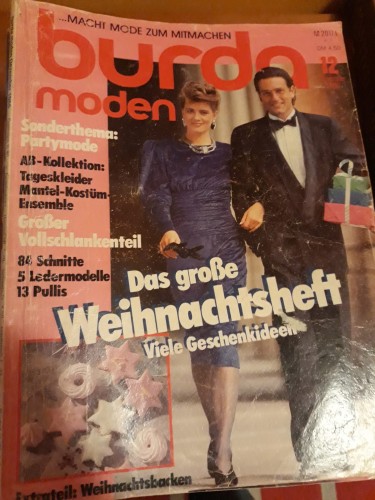 ...MACHT MODE ZUM MITMACHEN
burda
moden
12
Sonderthema:
Partymode
AB-Kollektion:
Tageskleider
Mantel-Kostüm-
Ensemble
Großer
Vollschlankenteil
84 Schnitte
5 Ledermodelle
13 Pullis
Das große
Weihnachtsheft
Viele Geschenkideen
Extrateil: Weihnachtsbacken